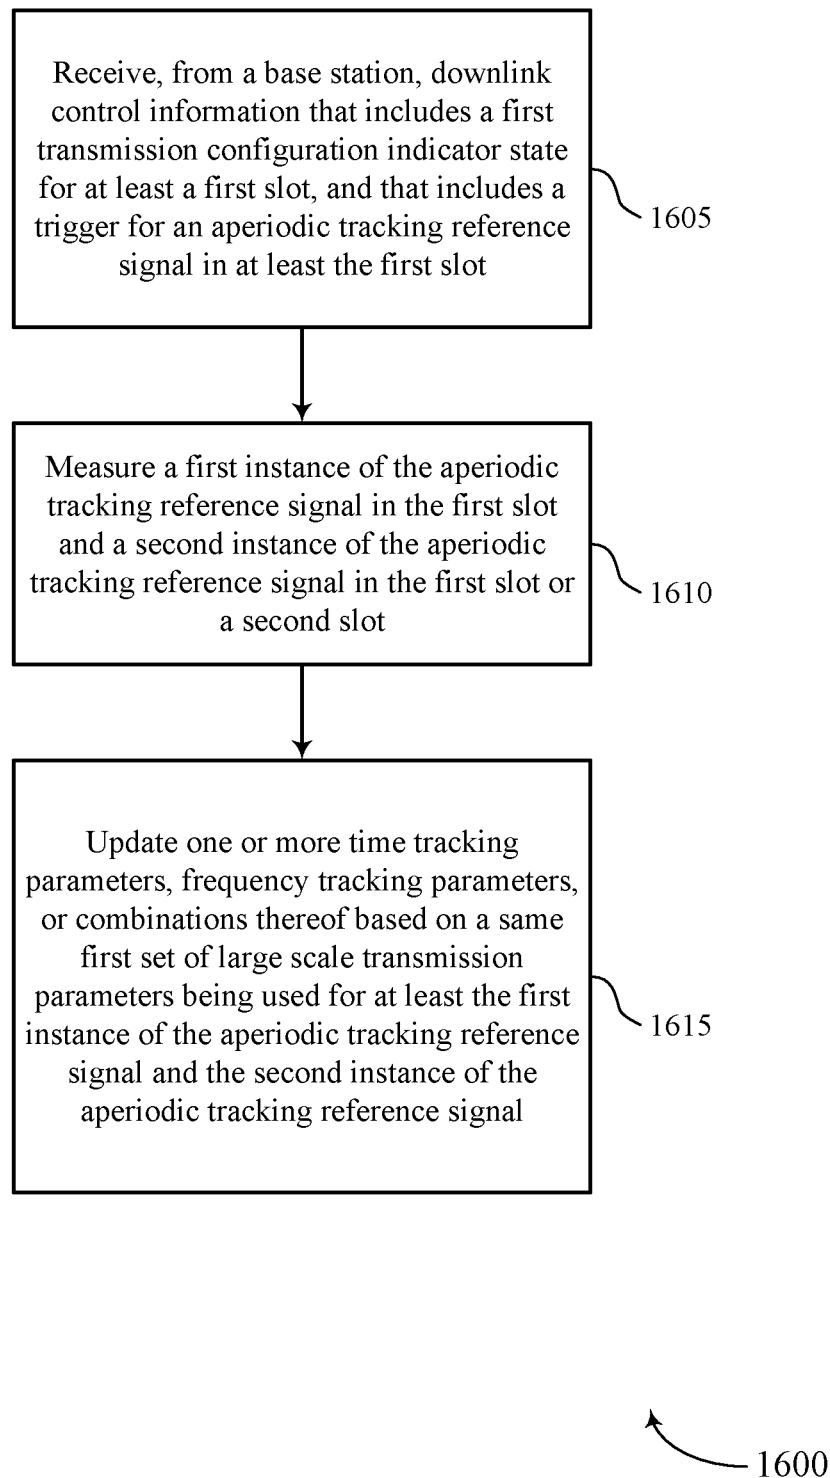 Receive, from a base station, downlink
control information that includes a first
transmission configuration indicator state
for at least a first slot, and that includes a
trigger for an aperiodic tracking reference
signal in at least the first slot
1605
Measure a first instance of the aperiodic
tracking reference signal in the first slot
and a second instance of the aperiodic
tracking reference signal in the first slot or
a second slot
1610
Update one or more time tracking
parameters, frequency tracking parameters,
or combinations thereof based on a same
first set of large scale transmission
parameters being used for at least the first
instance of the aperiodic tracking reference
signal and the second instance of the
aperiodic tracking reference signal
1615
1600